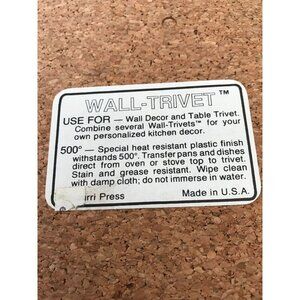 WALL-TRIVET™
USE FOR — Wall Decor and Table Trivet.
Combine several Wall-Trivets™ for your
own personalized kitchen decor.
500° — Special heat resistant plastic finish
withstands 500°. Transfer pans and dishes
direct from oven or stove top to trivet.
Stain and grease resistant. Wipe clean
with damp cloth; do not immerse in water.
Press Made in U.S.A.